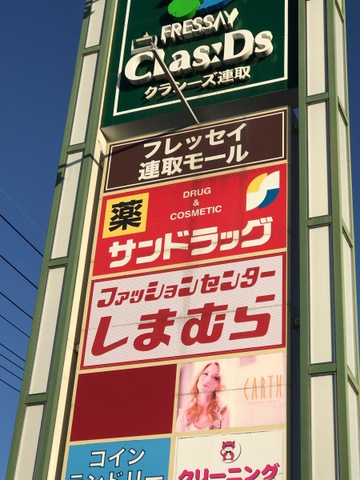 FRESSAY
Clas:Ds
クランーズ連取
フレッセイ
連取モール
薬
DRUG
&
COSMETIC
サンドラッグ
ファッションセンター
しまむら
CARTH
コイン
ランドリー
クリーニング